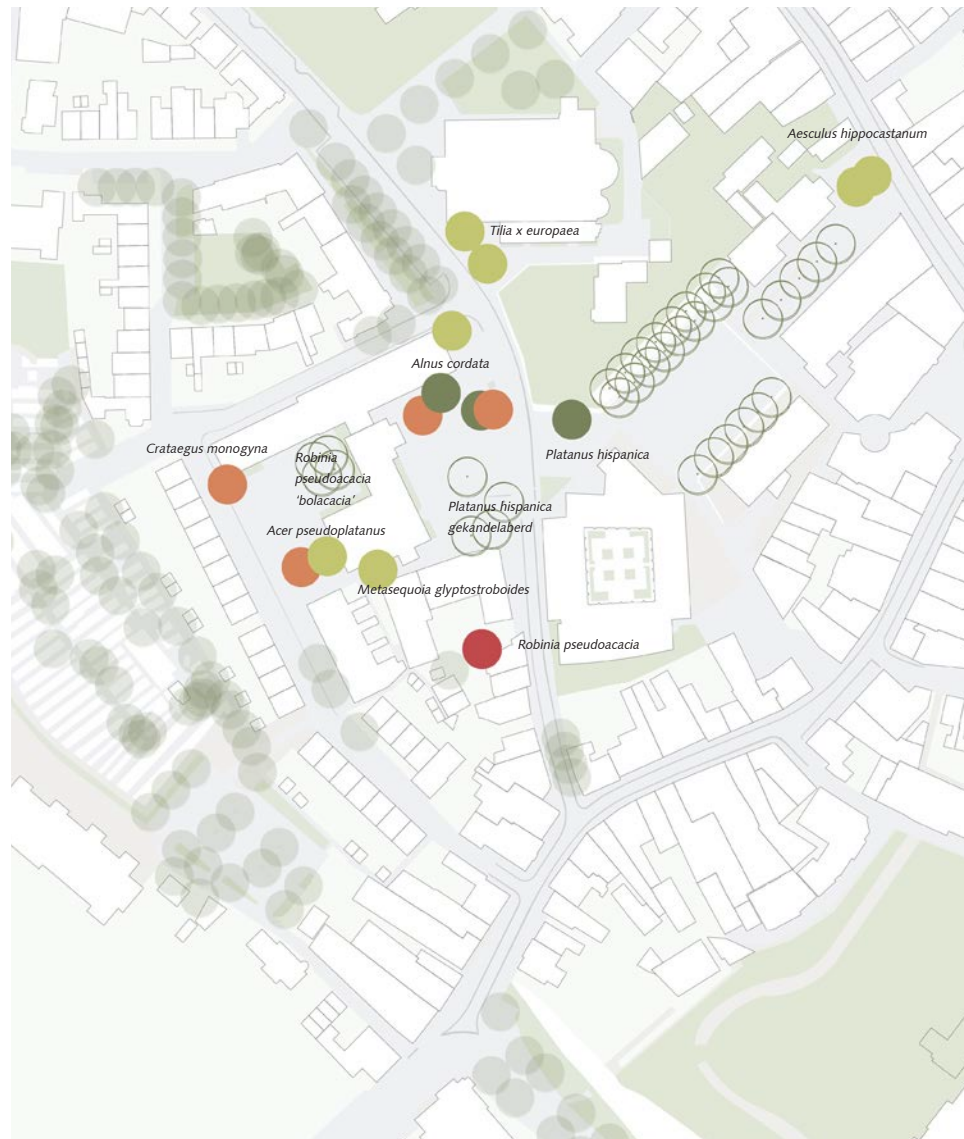 Aesculus hippocastanum
Tilia x europaea
Alnus cordata
Crataegus monogyna
Robinia
pseudoacacia
'bolacacia'
Platanus hispanica
Platanus hispanica
gekandelaberd
Acer pseudoplatanus
Metasequoia glyptostroboides
Robinia pseudoacacia